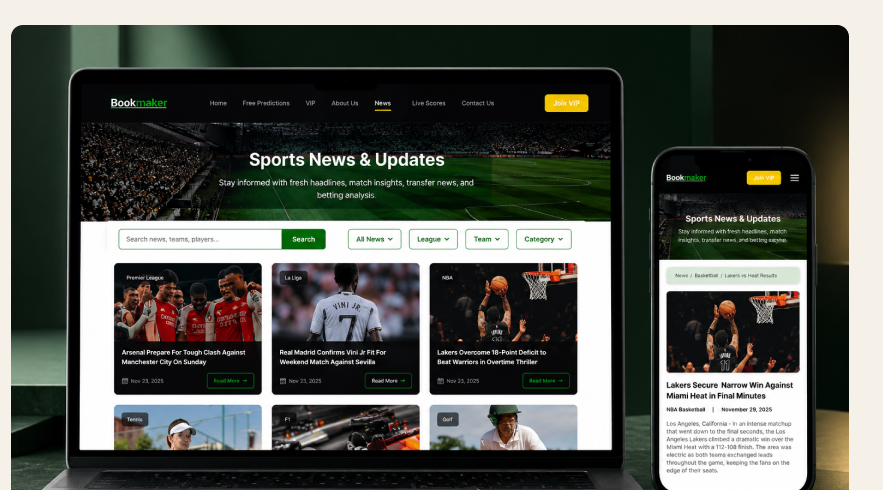 Bookmaker
Home Free Predictions VIP About Us News Live Scores Contact Us
Join VIP
Sports News & Updates
Stay informed with fresh haadlines, match insights, transfer news, and
betting analysis.
Search news, teams, players...
Search
All News
League
Team
Category
Premier League
Arsenal Prepare For Tough Clash Against
Manchester City On Sunday
Nov 23, 2025
Read More →
La Liga
VINI JR.
7
Real Madrid Confirms Vini Jr Fit For
Weekend Match Against Sevilla
Nov 23, 2025
Read More →
NBA
Lakers Overcome 18-Point Deficit to
Beat Warriors in Overtime Thriller
Nov 23, 2025
Read More →
Tennis
F1
Golf
Bookmaker
Join VIP
Sports News & Updates
Stay informed with fresh headlines, match
insights, transfer news, and betting
News / Basketball / Lakers vs Heat Results
11
Lakers Secure Narrow Win Against
Miami Heat in Final Minutes
NBA Basketball | November 29, 2025
Los Angeles, California - In an intense matchup
that went down to the final seconds, the Los
Angeles Lakers climbed a dramatic win over the
Miami Heat with a 112-108 finish. The area was
electric as both teams exchanged leads
throughout the game, keeping the fans on the
edge of their seats.